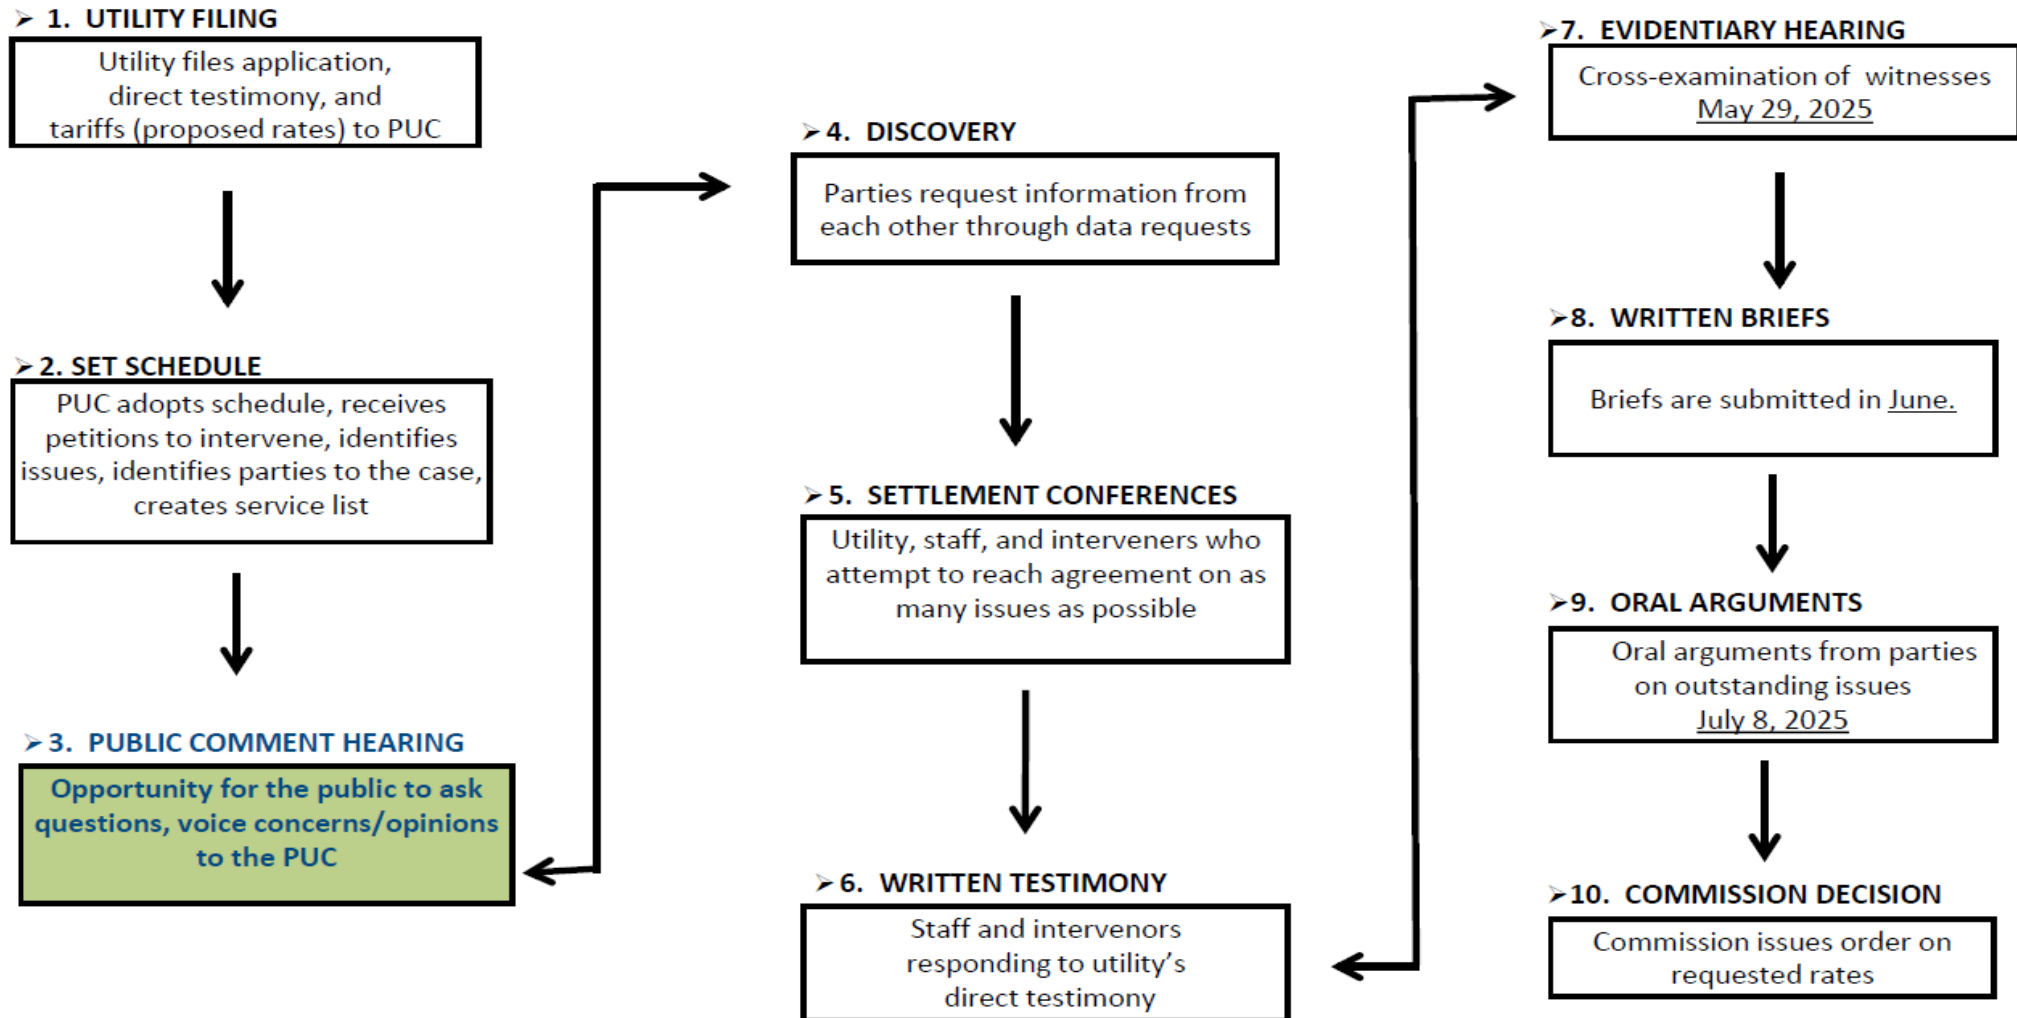 ➢ 1. UTILITY FILING
Utility files application,
direct testimony, and
tariffs (proposed rates) to PUC
➢ 2. SET SCHEDULE
PUC adopts schedule, receives
petitions to intervene, identifies
issues, identifies parties to the case,
creates service list
➢ 3. PUBLIC COMMENT HEARING
Opportunity for the public to ask
questions, voice concerns/opinions
to the PUC
➢ 4. DISCOVERY
Parties request information from
each other through data requests
➢ 5. SETTLEMENT CONFERENCES
Utility, staff, and interveners who
attempt to reach agreement on as
many issues as possible
➢ 6. WRITTEN TESTIMONY
Staff and intervenors
responding to utility’s
direct testimony
➢7. EVIDENTIARY HEARING
Cross-examination of witnesses
May 29, 2025
➢8. WRITTEN BRIEFS
Briefs are submitted in June.
➢9. ORAL ARGUMENTS
Oral arguments from parties
on outstanding issues
July 8, 2025
➢10. COMMISSION DECISION
Commission issues order on
requested rates